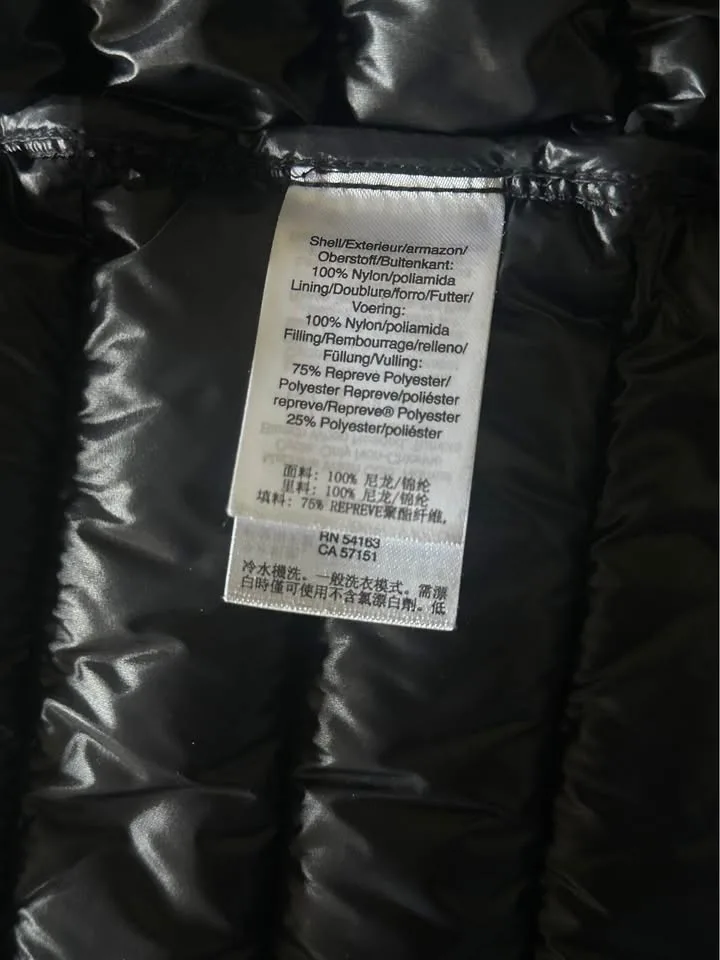 Shell/Exterieur/armazon/
Oberstoff/Buitenkant:
100% Nylon/poliamida
Lining/Doublure/forro/Futter/
Voering:
100% Nylon/poliamida
Filling/Rembourrage/relleno/
Füllung/Vulling:
75% Repreve Polyester/
Polyester Repreve/poliéster
repreve/Repreve® Polyester
25% Polyester/poliéster
面料: 100% 尼龙/锦纶
里料: 100% 尼龙/锦纶
填料: 75% REPREVE聚酯纤维,
RN 54163
CA 57151
冷水機洗。一般洗衣模式。需漂
白時僅可使用不含氯漂白劑。低